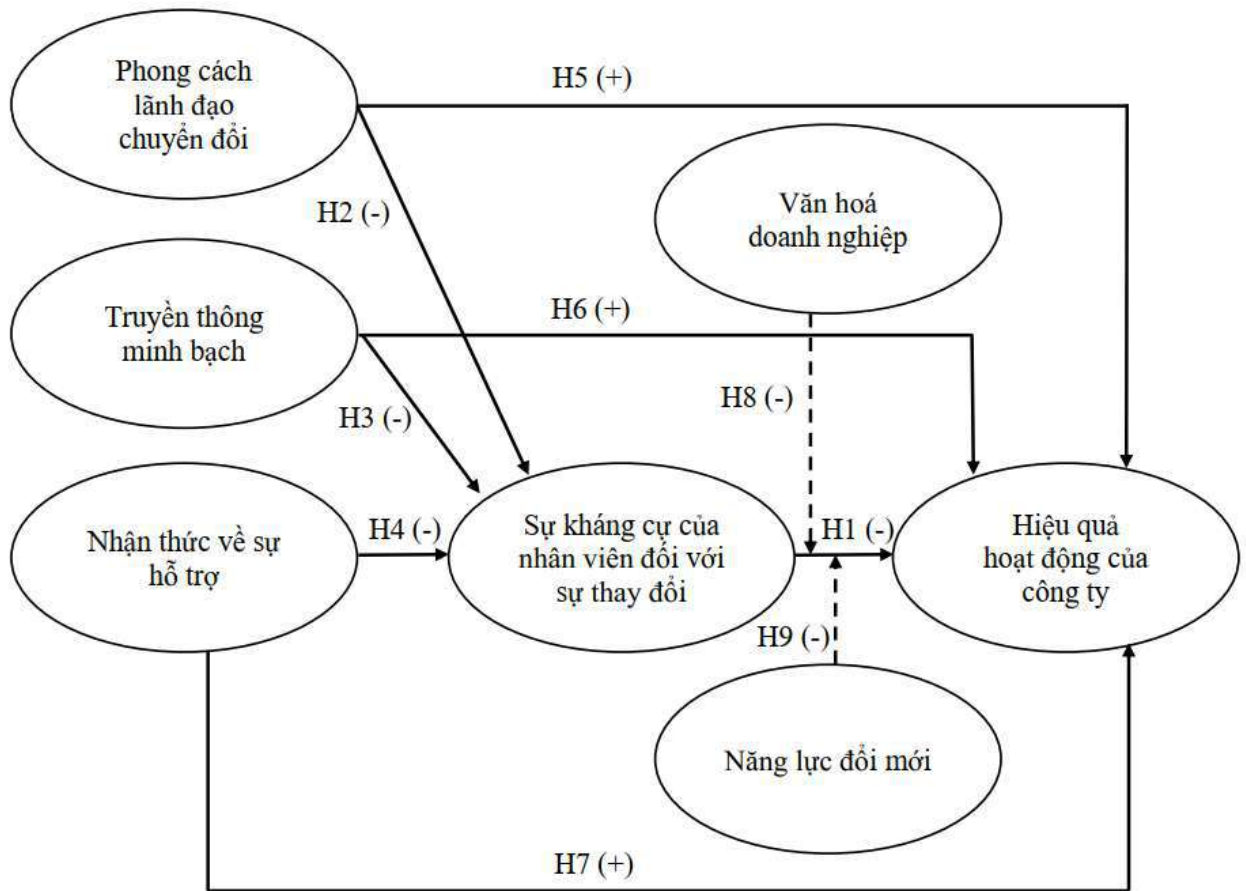 Phong cách
lãnh đạo
chuyển đổi
H5 (+)
Văn hoá
doanh nghiệp
H2 (-)
Truyền thông
minh bạch
H6 (+)
H8 (-)
H3 (-)
Nhận thức về sự
hỗ trợ
H4 (-)
Sự kháng cự của
nhân viên đối với
sự thay đổi
H1 (-)
Hiệu quả
hoạt động của
công ty
H9 (-)
Năng lực đổi mới
H7 (+)